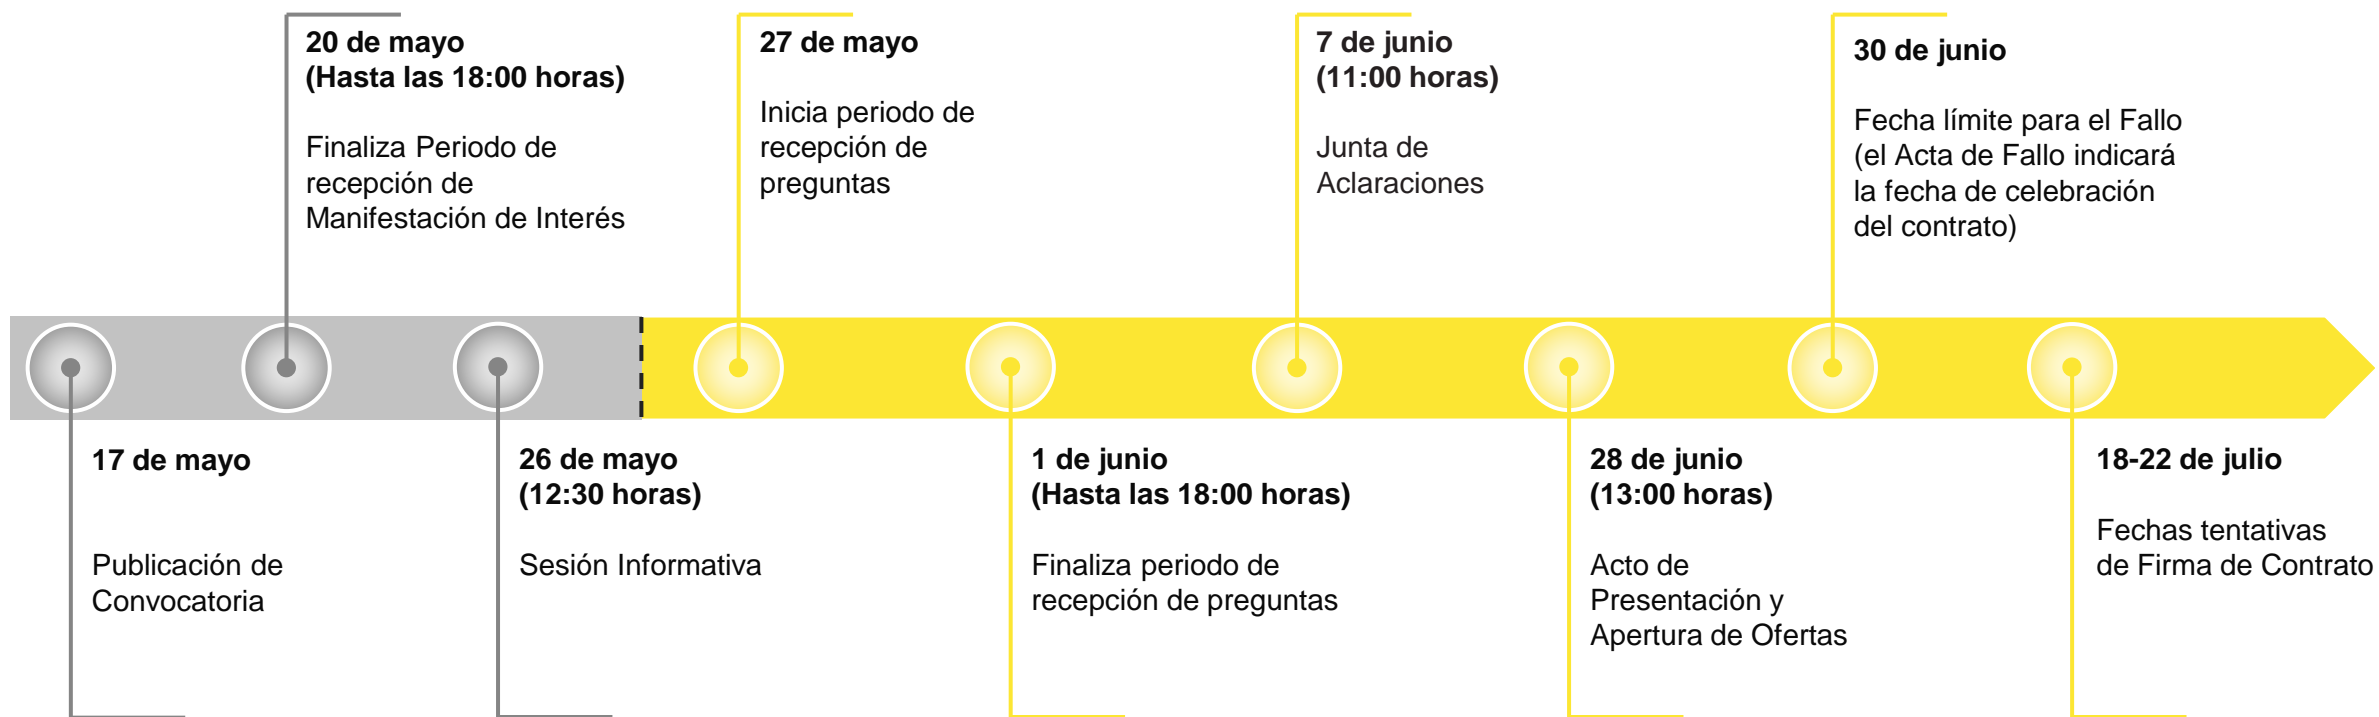 20 de mayo
(Hasta las 18:00 horas)
Finaliza Periodo de
recepción de
Manifestación de Interés
27 de mayo
Inicia periodo de
recepción de
preguntas
7 de junio
(11:00 horas)
Junta de
Aclaraciones
30 de junio
Fecha límite para el Fallo
(el Acta de Fallo indicará
la fecha de celebración
del contrato)
17 de mayo
Publicación de
Convocatoria
26 de mayo
(12:30 horas)
Sesión Informativa
1 de junio
(Hasta las 18:00 horas)
Finaliza periodo de
recepción de preguntas
28 de junio
(13:00 horas)
Acto de
Presentación y
Apertura de Ofertas
18-22 de julio
Fechas tentativas
de Firma de Contrato